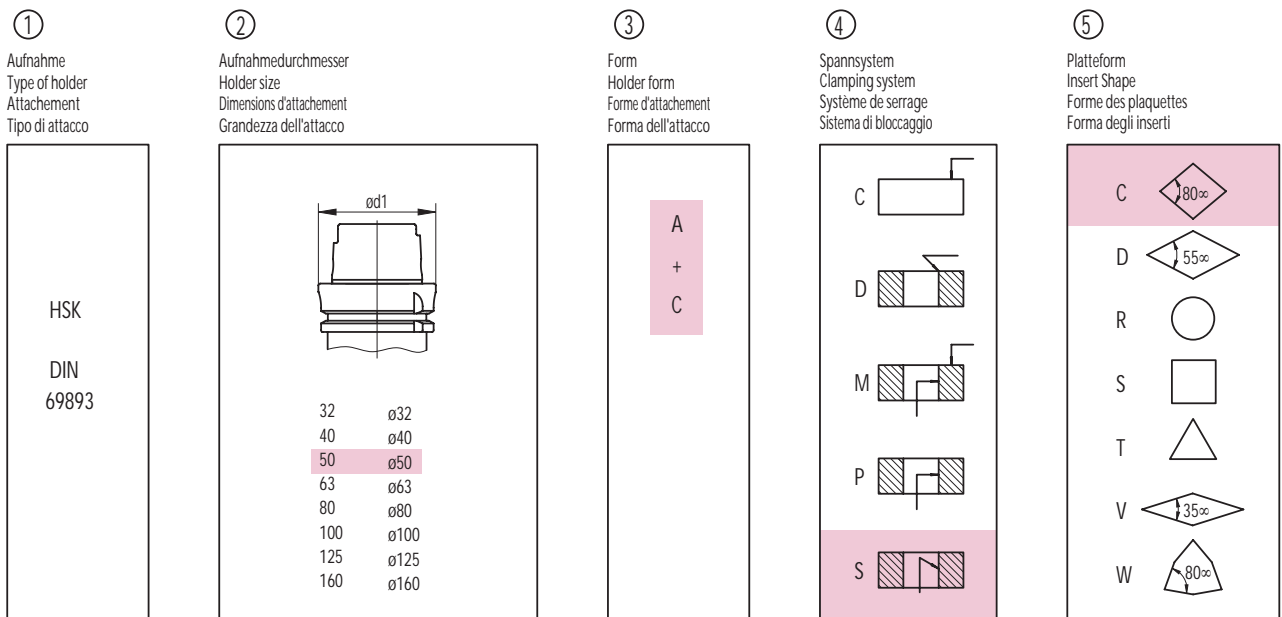 1
Aufnahme
Type of holder
Attachement
Tipo di attacco
HSK
DIN
69893
2
Aufnahmedurchmesser
Holder size
Dimensions d'attachement
Grandezza dell'attacco
ød1
32 ø32
40 ø40
50 ø50
63 ø63
80 ø80
100 ø100
125 ø125
160 ø160
3
Form
Holder form
Forme d'attachement
Forma dell'attacco
A
+
C
4
Spannsystem
Clamping system
Système de serrage
Sistema di bloccaggio
C
D
M
P
S
5
Platteform
Insert Shape
Forme des plaquettes
Forma degli inserti
C 80∞
D 55∞
R
S
T
V 35∞
W 80∞